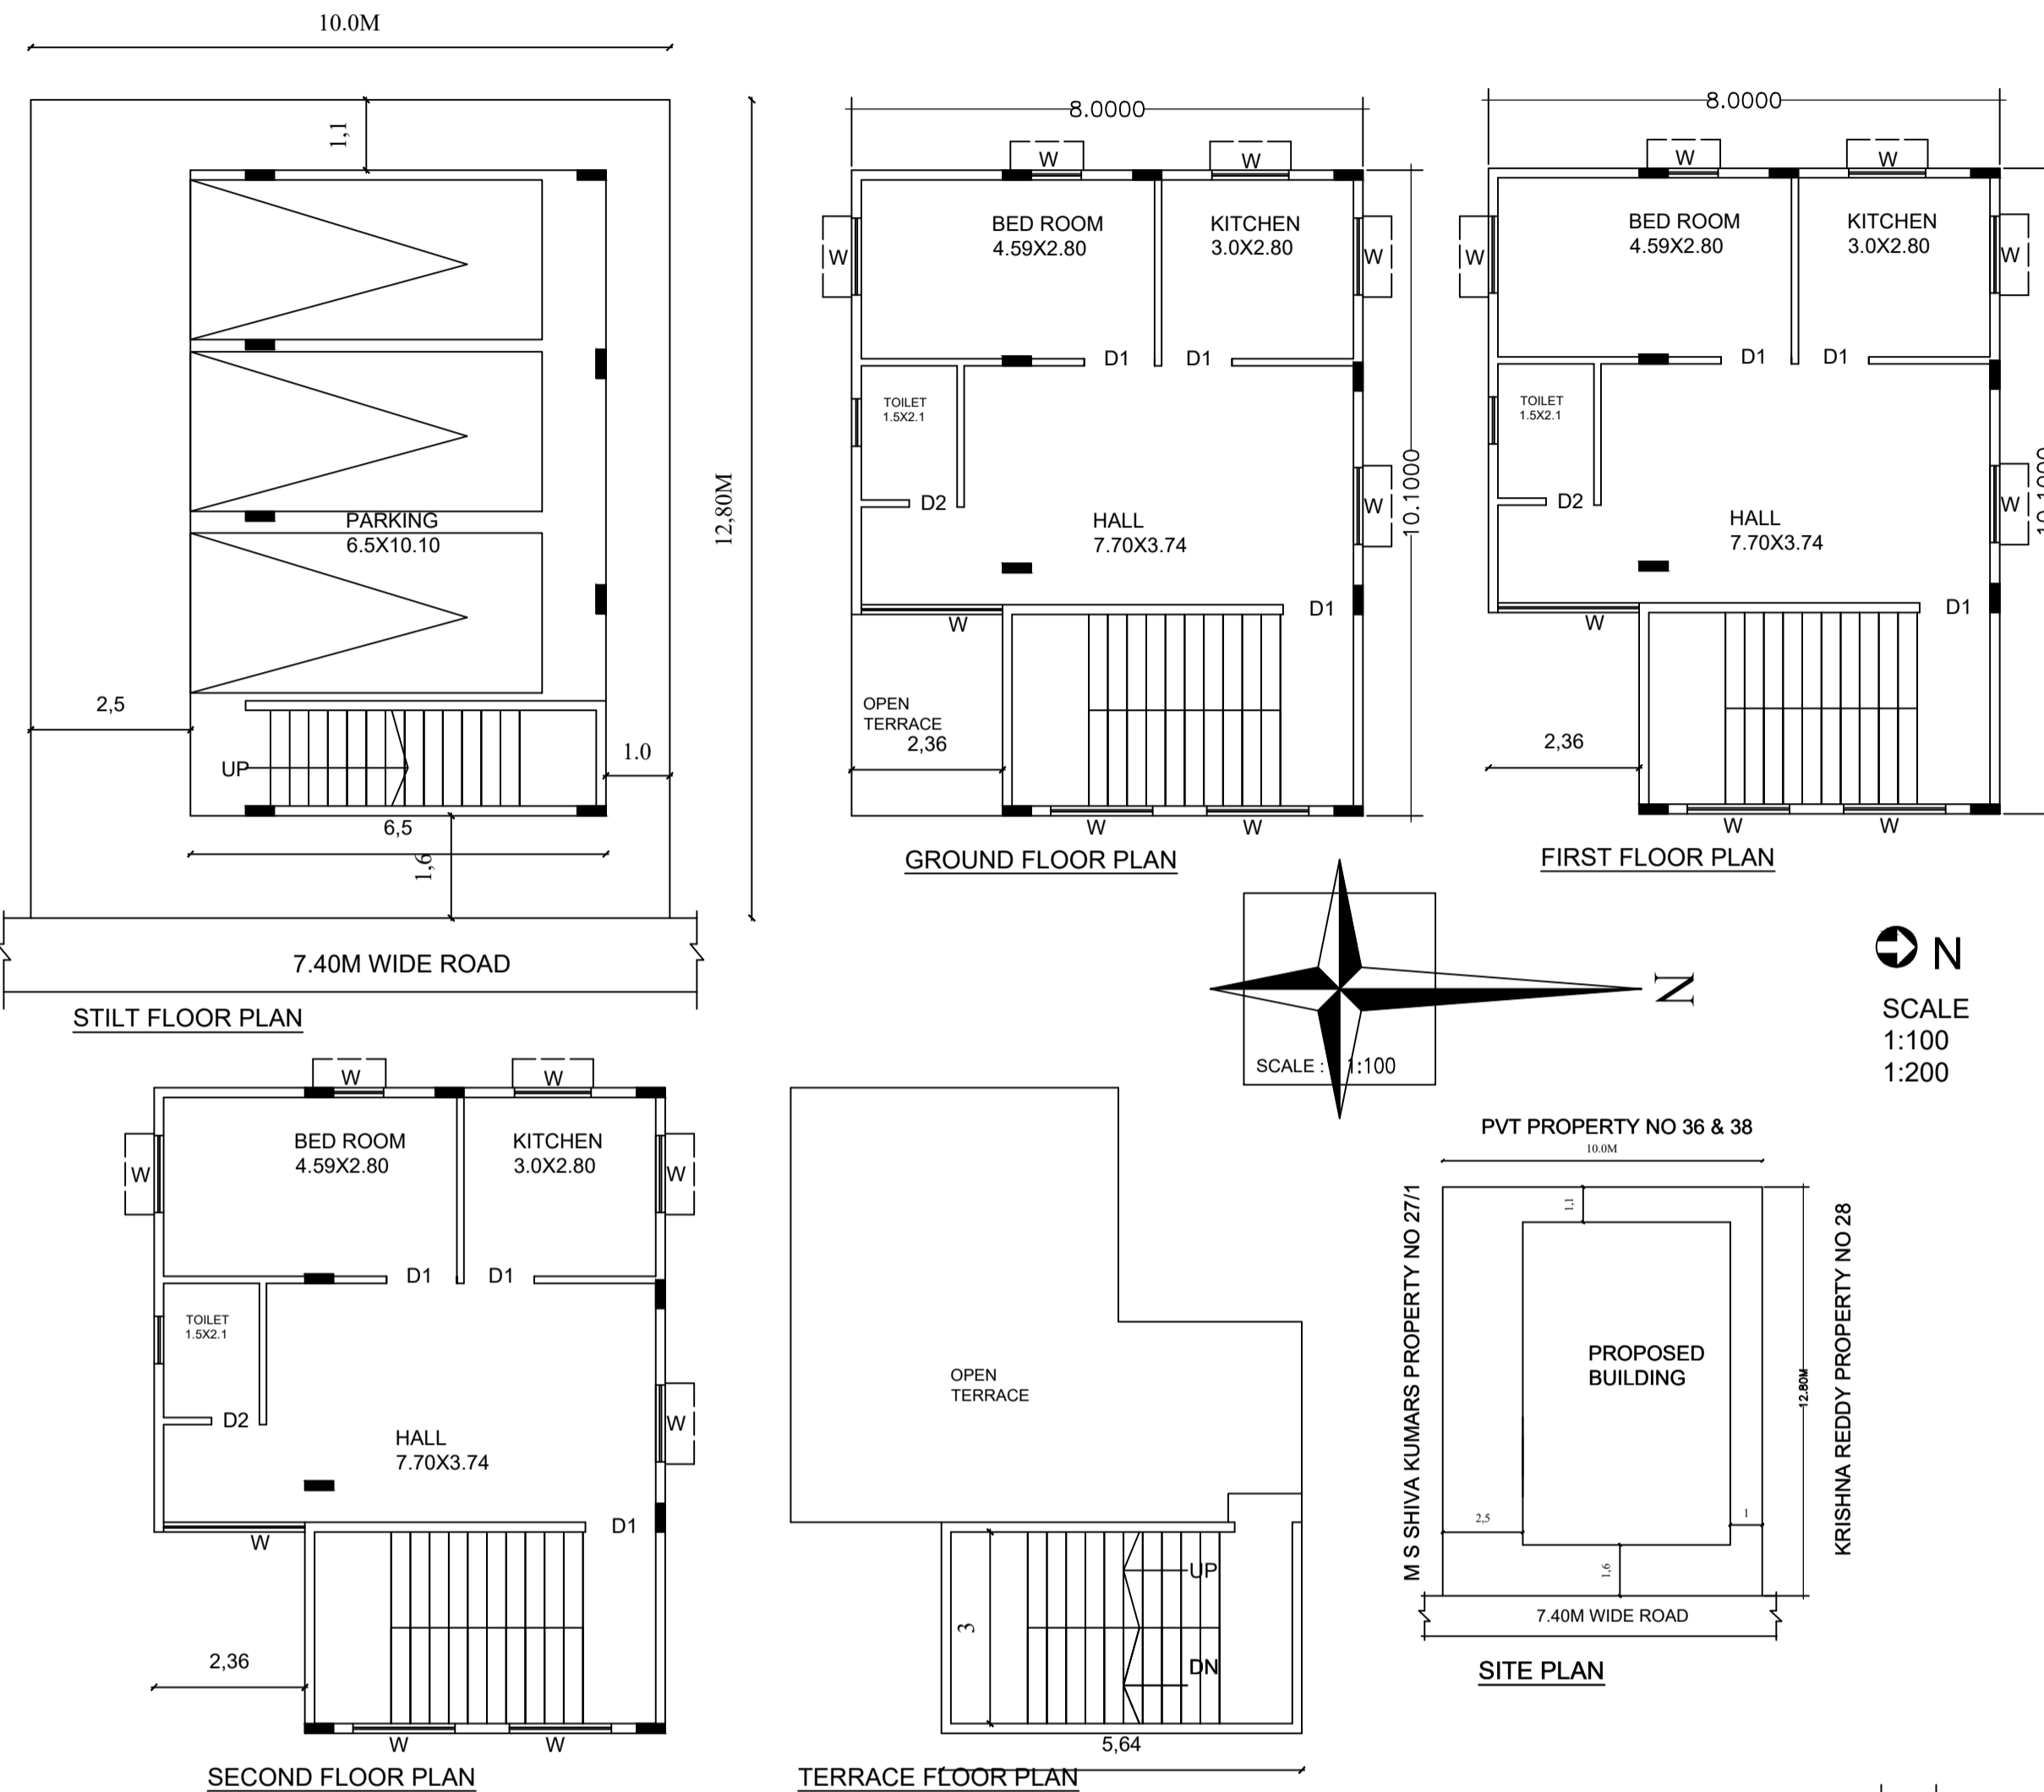 10.0M
1,1
12,80M
PARKING
6.5X10.10
2,5
1.0
UP
6,5
1,6
7.40M WIDE ROAD
STILT FLOOR PLAN
8.0000
W
W
W
BED ROOM
4.59X2.80
KITCHEN
3.0X2.80
W
D1
D1
TOILET
1.5X2.1
D2
W
10.1000
HALL
7.70X3.74
D1
W
OPEN
TERRACE
2,36
W
W
GROUND FLOOR PLAN
8.0000
W
W
W
BED ROOM
4.59X2.80
KITCHEN
3.0X2.80
W
D1
D1
TOILET
1.5X2.1
D2
W
HALL
7.70X3.74
D1
W
2,36
W
W
FIRST FLOOR PLAN
N
SCALE : 1:100
N
SCALE
1:100
1:200
W
W
W
BED ROOM
4.59X2.80
KITCHEN
3.0X2.80
W
D1
D1
TOILET
1.5X2.1
D2
W
HALL
7.70X3.74
D1
W
2,36
W
W
SECOND FLOOR PLAN
OPEN
TERRACE
UP
3
DN
5,64
TERRACE FLOOR PLAN
PVT PROPERTY NO 36 & 38
10.0M
1,1
M S SHIVA KUMARS PROPERTY NO 27/1
PROPOSED
BUILDING
12.80M
KRISHNA REDDY PROPERTY NO 28
2,5
1
1,6
7.40M WIDE ROAD
SITE PLAN